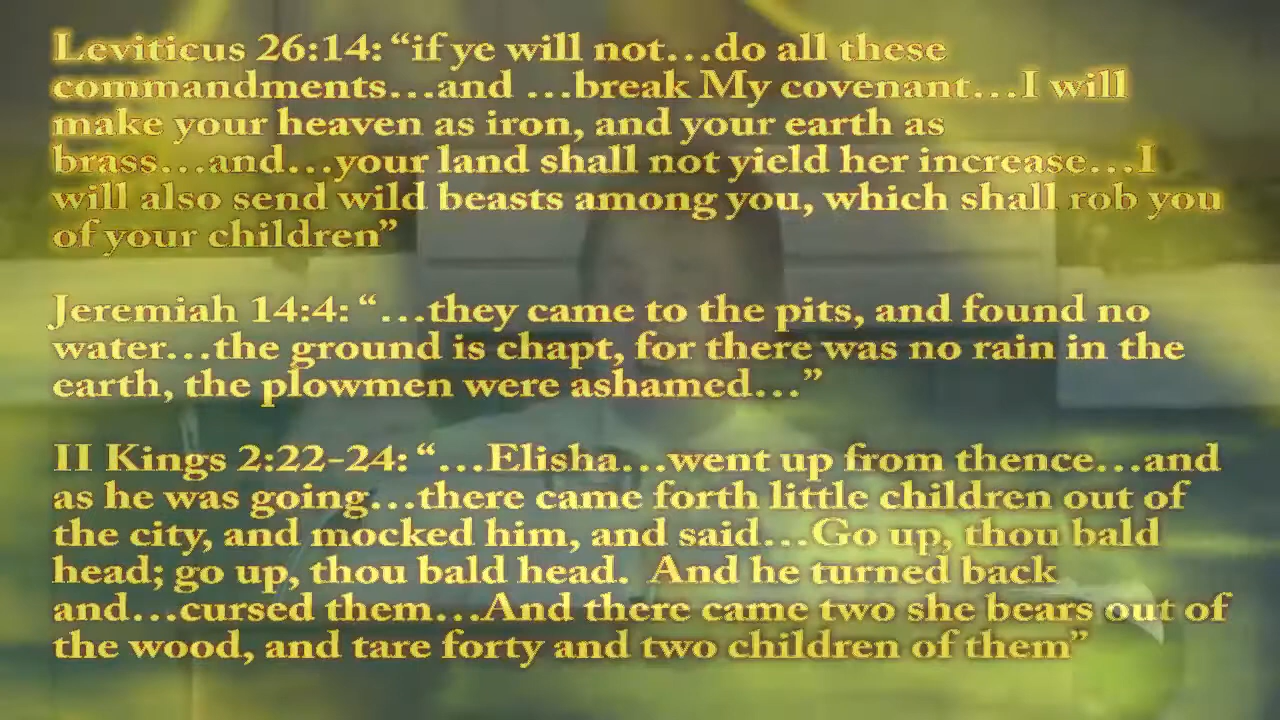 Leviticus 26:14: “if ye will not…do all these
commandments…and …break My covenant…I will
make your heaven as iron, and your earth as
brass…and…your land shall not yield her increase…I
will also send wild beasts among you, which shall rob you
of your children”
Jeremiah 14:4: “…they came to the pits, and found no
water…the ground is chapt, for there was no rain in the
earth, the plowmen were ashamed…”
II Kings 2:22-24: “…Elisha…went up from thence…and
as he was going…there came forth little children out of
the city, and mocked him, and said…Go up, thou bald
head; go up, thou bald head.  And he turned back
and…cursed them…And there came two she bears out of
the wood, and tare forty and two children of them”